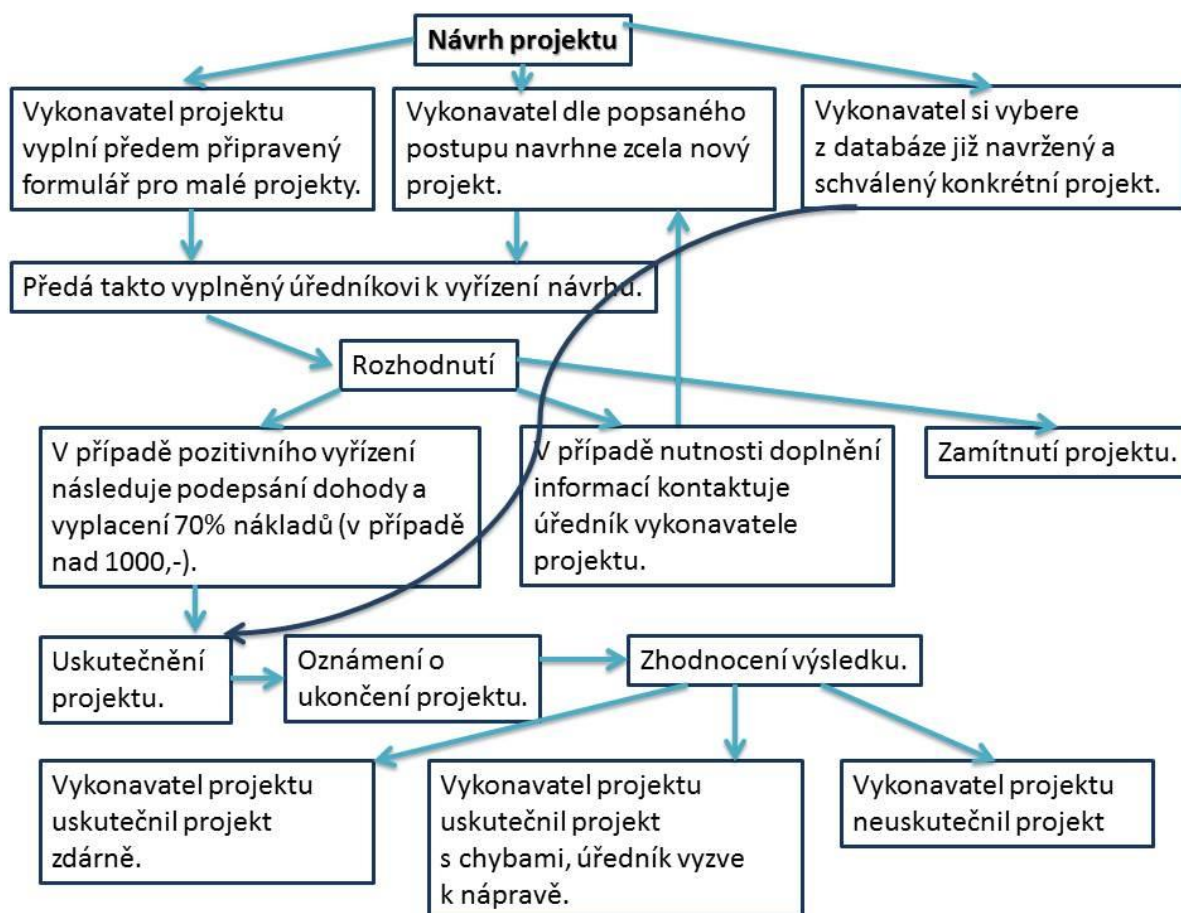 Návrh projektu
Vykonavatel projektu
vyplní předem připravený
formulář pro malé projekty.
Vykonavatel dle popsaného
postupu navrhne zcela nový
projekt.
Vykonavatel si vybere
z databáze již navržený a
schválený konkrétní projekt.
Předá takto vyplněný úředníkovi k vyřízení návrhu.
Rozhodnutí
V případě pozitivního vyřízení
následuje podepsání dohody a
vyplacení 70% nákladů (v případě
nad 1000,-).
V případě nutnosti doplnění
informací kontaktuje
úředník vykonavatele
projektu.
Zamítnutí projektu.
Uskutečnění
projektu.
Oznámení o
ukončení projektu.
Zhodnocení výsledku.
Vykonavatel projektu
uskutečnil projekt
zdárně.
Vykonavatel projektu
uskutečnil projekt
s chybami, úředník vyzve
k nápravě.
Vykonavatel projektu
neuskutečnil projekt